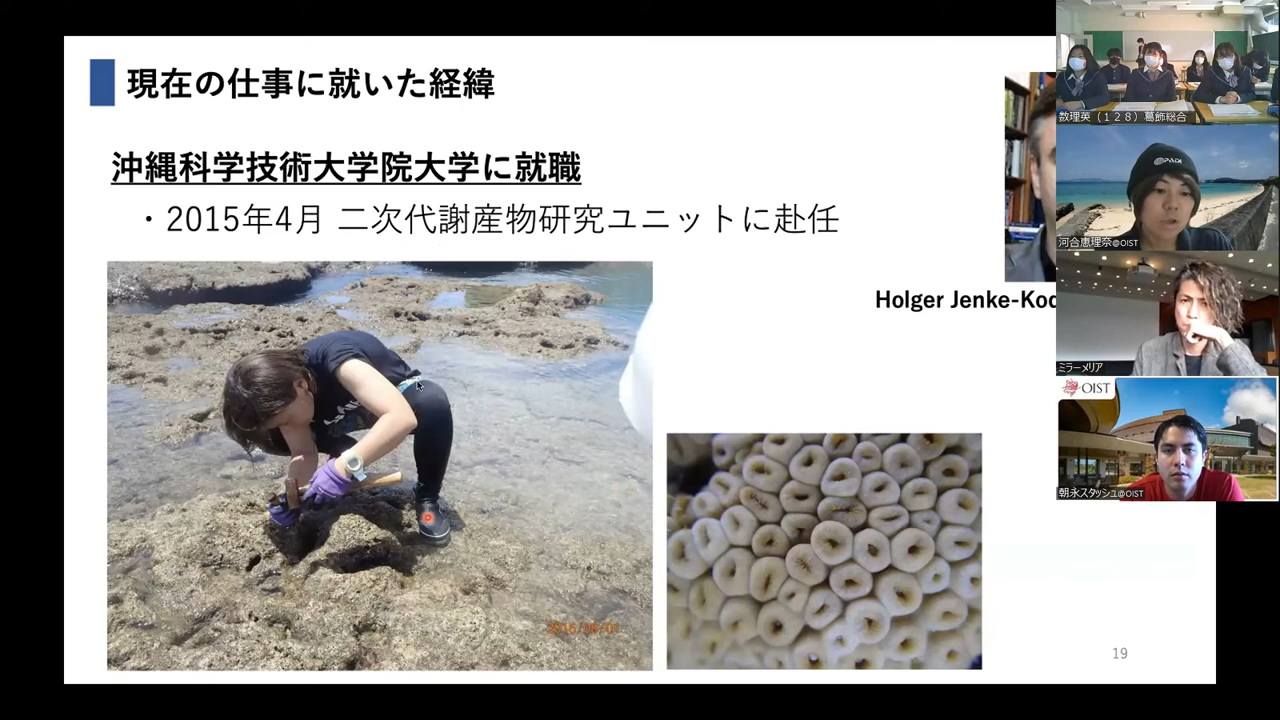 現在の仕事に就いた経緯
沖縄科学技術大学院大学に就職
・2015年4月 二次代謝産物研究ユニットに赴任
Holger Jenke-Kod
19
数理英（１２８）葛飾総合
PADI
河合恵理奈@OIST
ミラーメリア
OIST
朝永スタッシュ@OIST